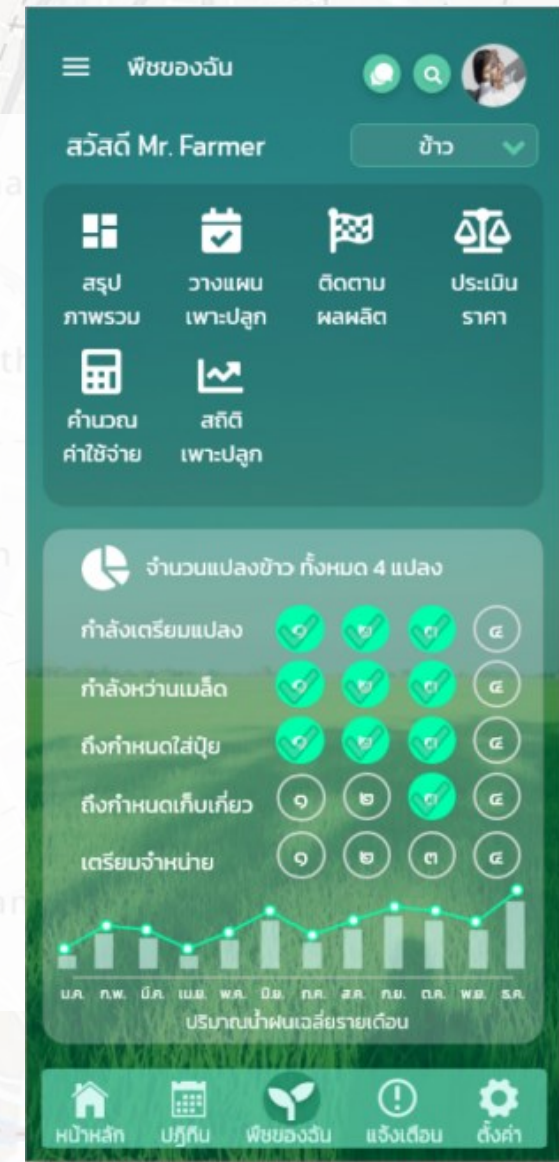 พืชของฉัน
สวัสดี Mr. Farmer
ข้าว
สรุป
ภาพรวม
วางแผน
เพาะปลูก
ติดตาม
ผลผลิต
ประเมิน
ราคา
คำนวณ
ค่าใช้จ่าย
สถิติ
เพาะปลูก
จำนวนแปลงข้าว ทั้งหมด 4 แปลง
กำลังเตรียมแปลง ๑ ๒ ๓ ๔
กำลังหว่านเมล็ด ๑ ๒ ๓ ๔
ถึงกำหนดใส่ปุ๋ย ๑ ๒ ๓ ๔
ถึงกำหนดเก็บเกี่ยว ๑ ๒ ๓ ๔
เตรียมจำหน่าย ๑ ๒ ๓ ๔
ม.ค. ก.พ. มี.ค. เม.ย. พ.ค. มิ.ย. ก.ค. ส.ค. ก.ย. ต.ค. พ.ย. ธ.ค.
ปริมาณน้ำฝนเฉลี่ยรายเดือน
หน้าหลัก ปฏิทิน พืชของฉัน แจ้งเตือน ตั้งค่า